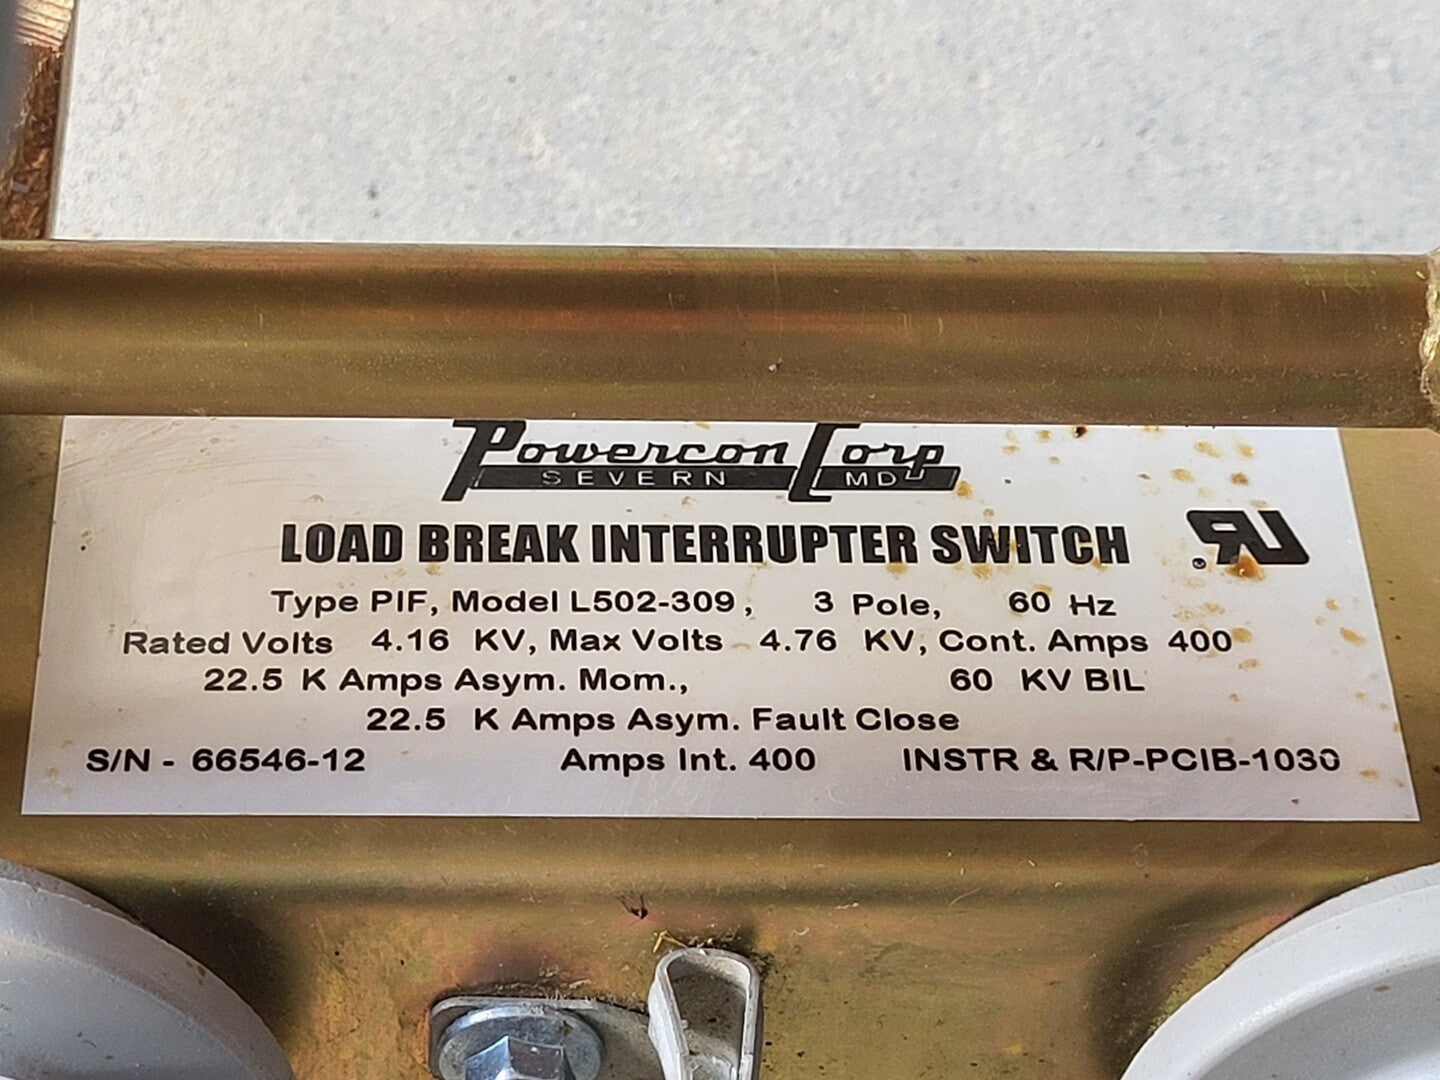 Powercon Corp
SEVERN MD
LOAD BREAK INTERRUPTER SWITCH
Type PIF, Model L502-309, 3 Pole, 60 Hz
Rated Volts 4.16 KV, Max Volts 4.76 KV, Cont. Amps 400
22.5 K Amps Asym. Mom., 60 KV BIL
22.5 K Amps Asym. Fault Close
S/N - 66546-12 Amps Int. 400 INSTR & R/P-PCIB-1030